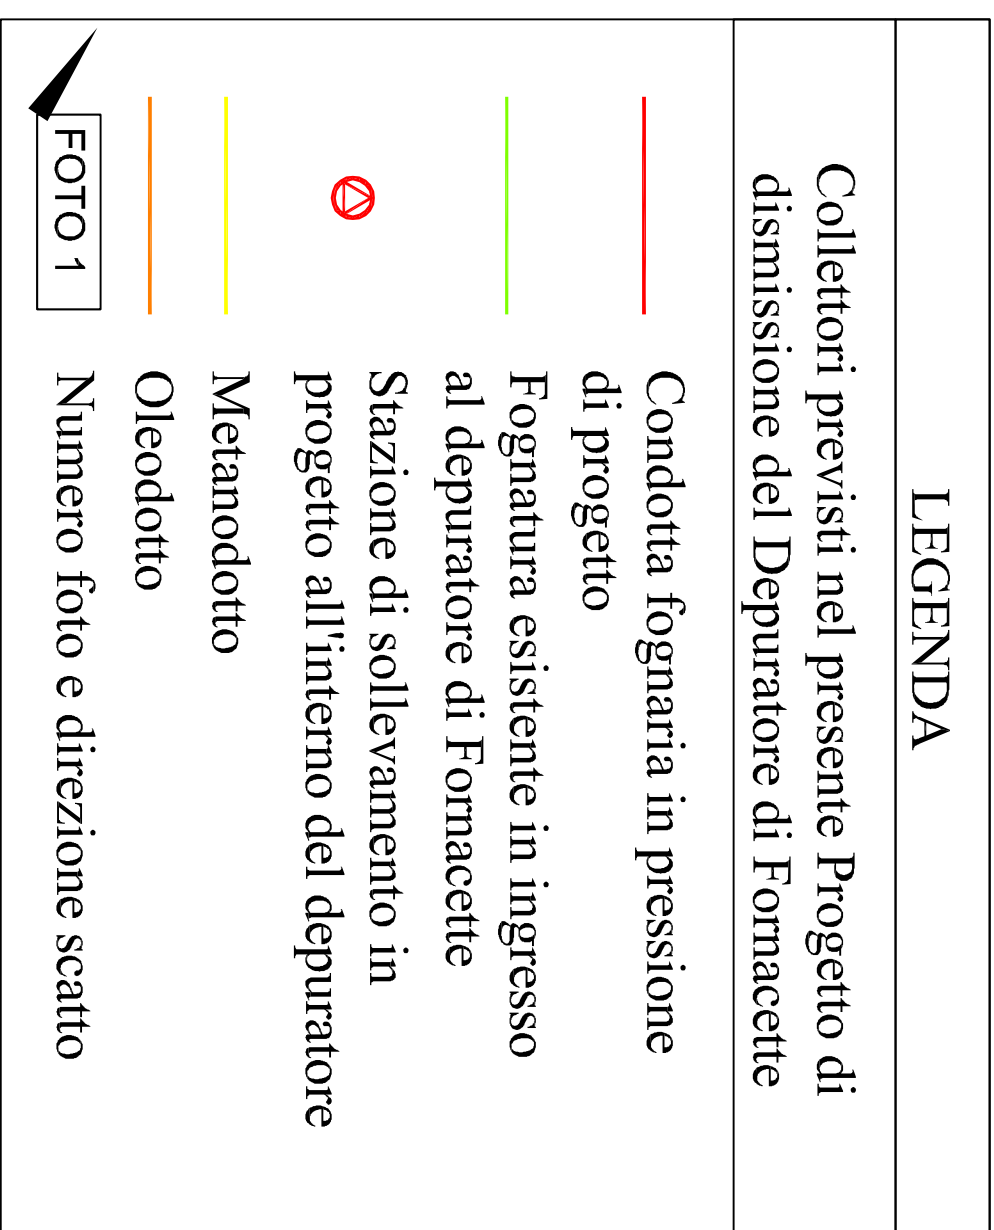 LEGENDA
Collettori previsti nel presente Progetto di
dismissione del Depuratore di Fornacette
Condotta fognaria in pressione
di progetto
Fognatura esistente in ingresso
al depuratore di Fornacette
Stazione di sollevamento in
progetto all'interno del depuratore
Metanodotto
Oleodotto
FOTO 1
Numero foto e direzione scatto